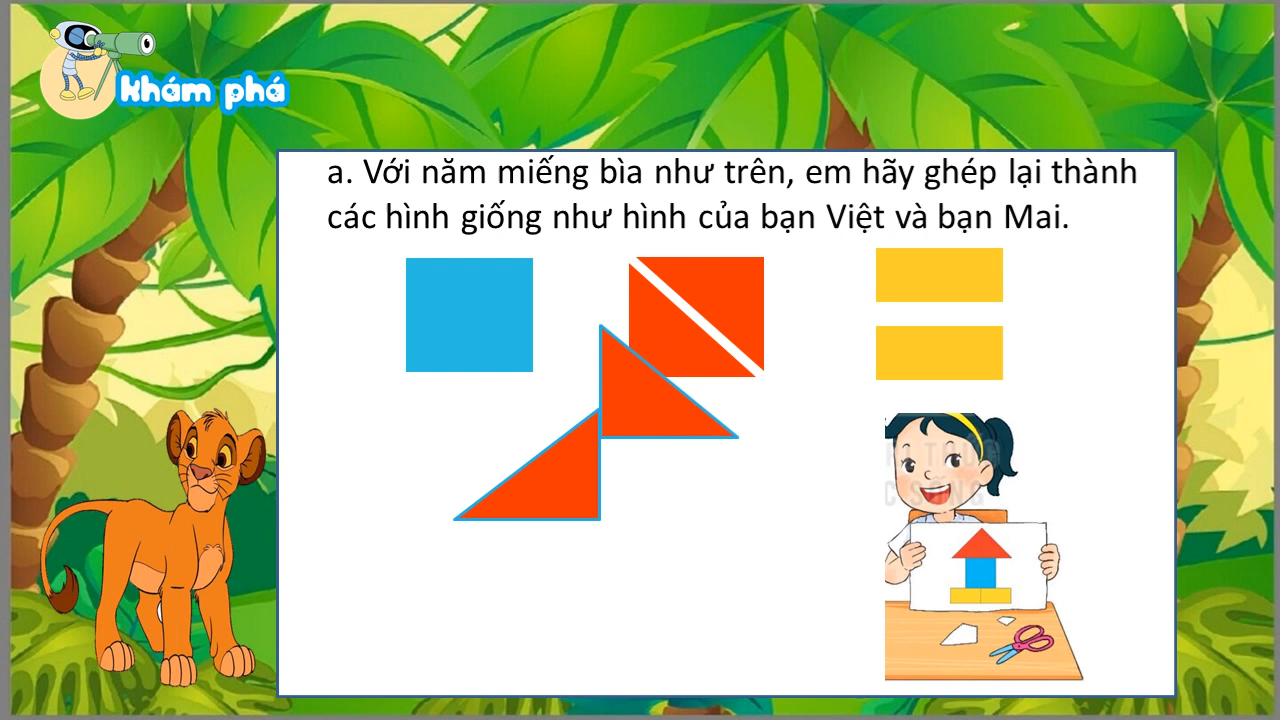 khám phá
a. Với năm miếng bìa như trên, em hãy ghép lại thành
các hình giống như hình của bạn Việt và bạn Mai.